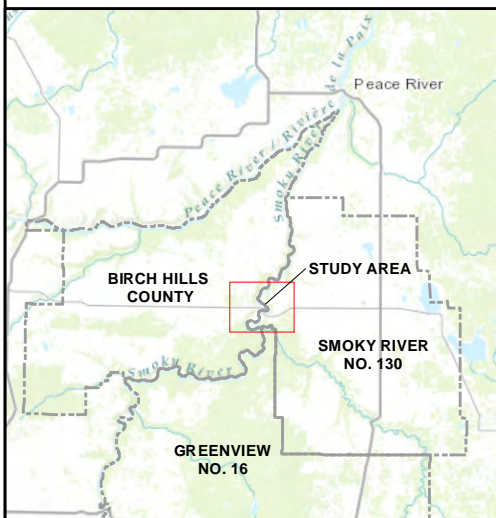 Peace River
Peace River / Rivière de la Paix
Smoky River
STUDY AREA
BIRCH HILLS
COUNTY
SMOKY RIVER
NO. 130
Smoky River
GREENVIEW
NO. 16